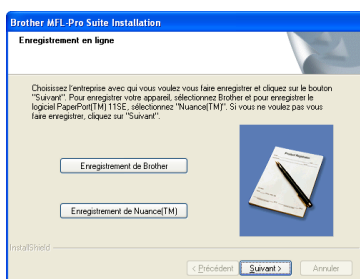 Brother MFL-Pro Suite Installation
Enregistrement en ligne
Choisissez l'entreprise avec qui vous voulez vous faire enregistrer et cliquez sur le bouton
"Suivant". Pour enregistrer votre appareil, sélectionnez Brother et pour enregistrer le
logiciel PaperPort(TM) 11SE, sélectionnez "Nuance(TM)". Si vous ne voulez pas vous
faire enregistrer, cliquez sur "Suivant".
Enregistrement de Brother
Enregistrement de Nuance(TM)
InstallShield
< Précédent
Suivant >
Annuler